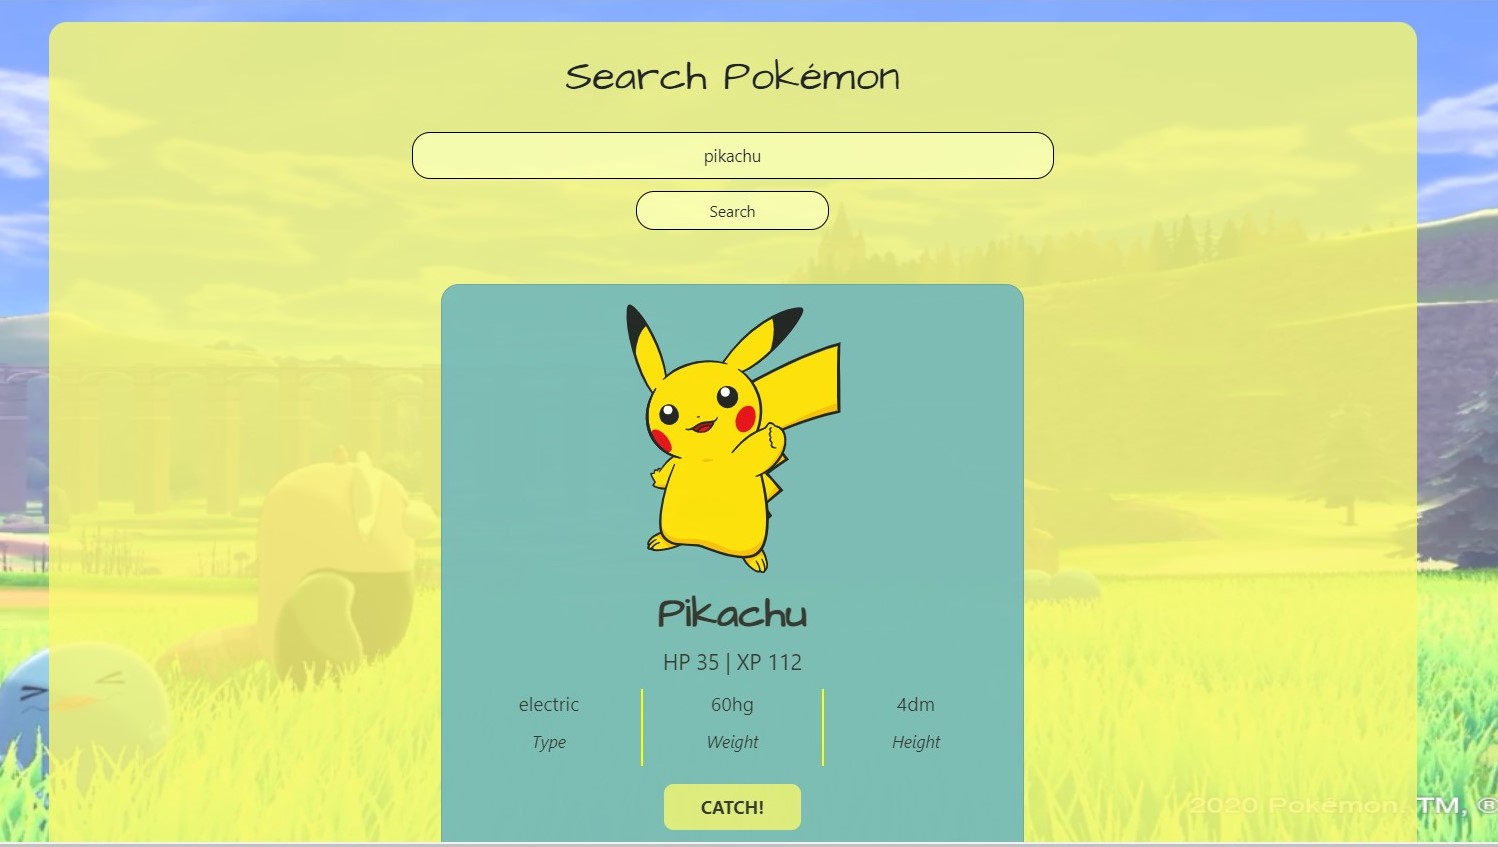 Search Pokémon
pikachu
Search
Pikachu
HP 35 | XP 112
electric 60hg 4dm
Type Weight Height
CATCH!
2020 Pokémon. TM, ®